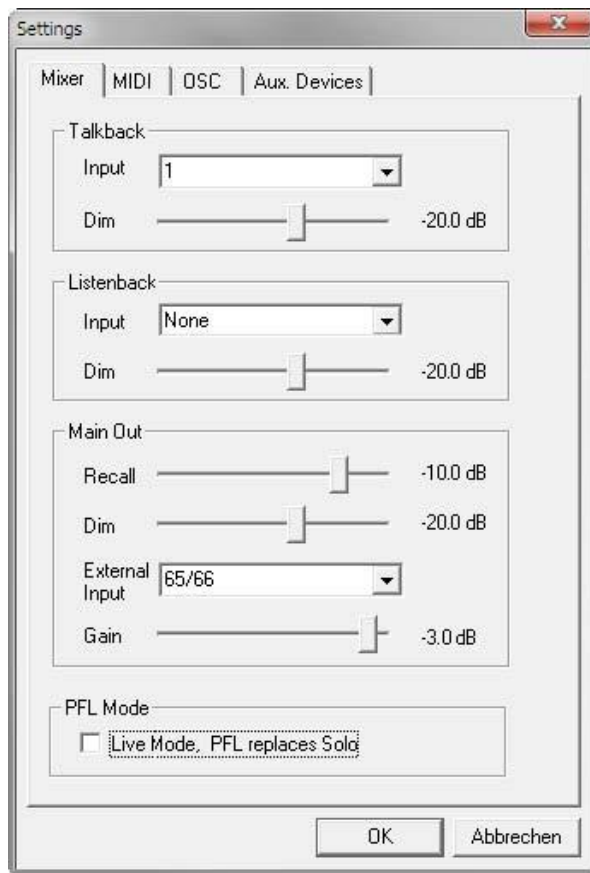 Settings
Mixer MIDI OSC Aux. Devices
Talkback
Input 1
Dim -20.0 dB
Listenback
Input None
Dim -20.0 dB
Main Out
Recall -10.0 dB
Dim -20.0 dB
External Input 65/66
Gain -3.0 dB
PFL Mode
Live Mode, PFL replaces Solo
OK Abbrechen